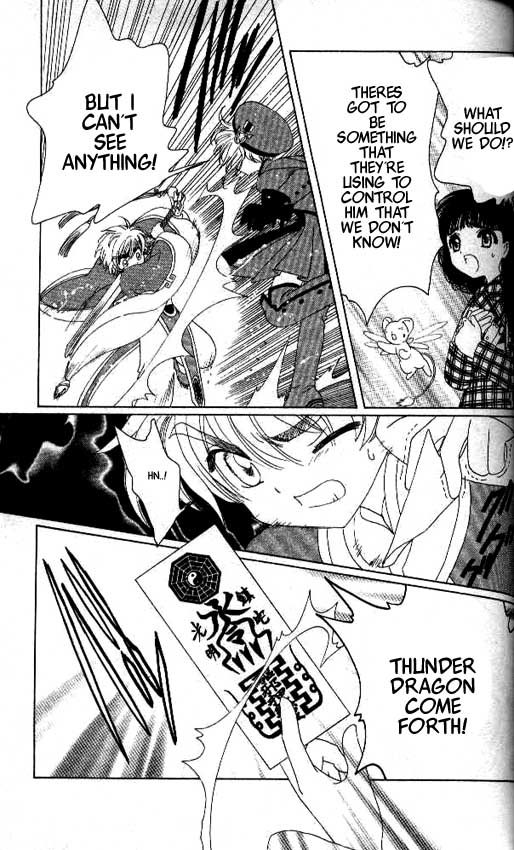 WHAT
SHOULD
WE DO!?
THERES
GOT TO
BE
SOMETHING
THAT
THEY'RE
USING TO
CONTROL
HIM THAT
WE DON'T
KNOW!
BUT I
CAN'T
SEE
ANYTHING!
HN..!
THUNDER
DRAGON
COME
FORTH!